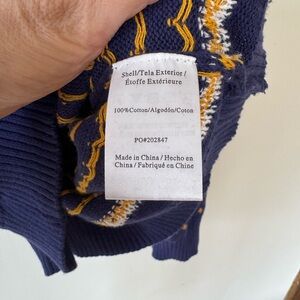 Shell/Tela Exterior/
Étoffe Extérieure
100%Cotton/Algodón/Coton
PO#202847
Made in China / Hecho en
China / Fabriqué en Chine